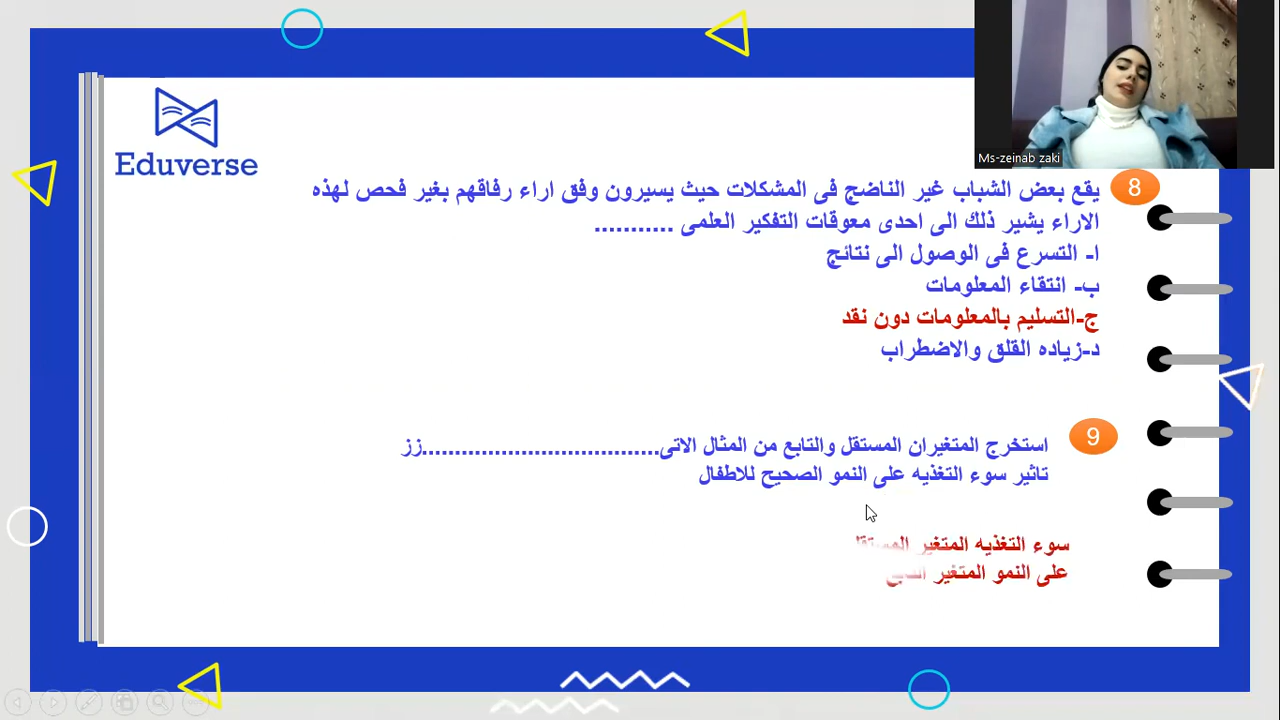 Eduverse
Ms-zeinab zaki
8
يقع بعض الشباب غير الناضج فى المشكلات حيث يسيرون وفق اراء رفاقهم بغير فحص لهذه
الاراء يشير ذلك الى احدى معوقات التفكير العلمى ...........
ا- التسرع فى الوصول الى نتائج
ب- انتقاء المعلومات
ج-التسليم بالمعلومات دون نقد
د-زياده القلق والاضطراب
9
استخرج المتغيران المستقل والتابع من المثال الاتى....................................زز
تاثير سوء التغذيه على النمو الصحيح للاطفال
سوء التغذيه المتغير المستقل
على النمو المتغير التابع